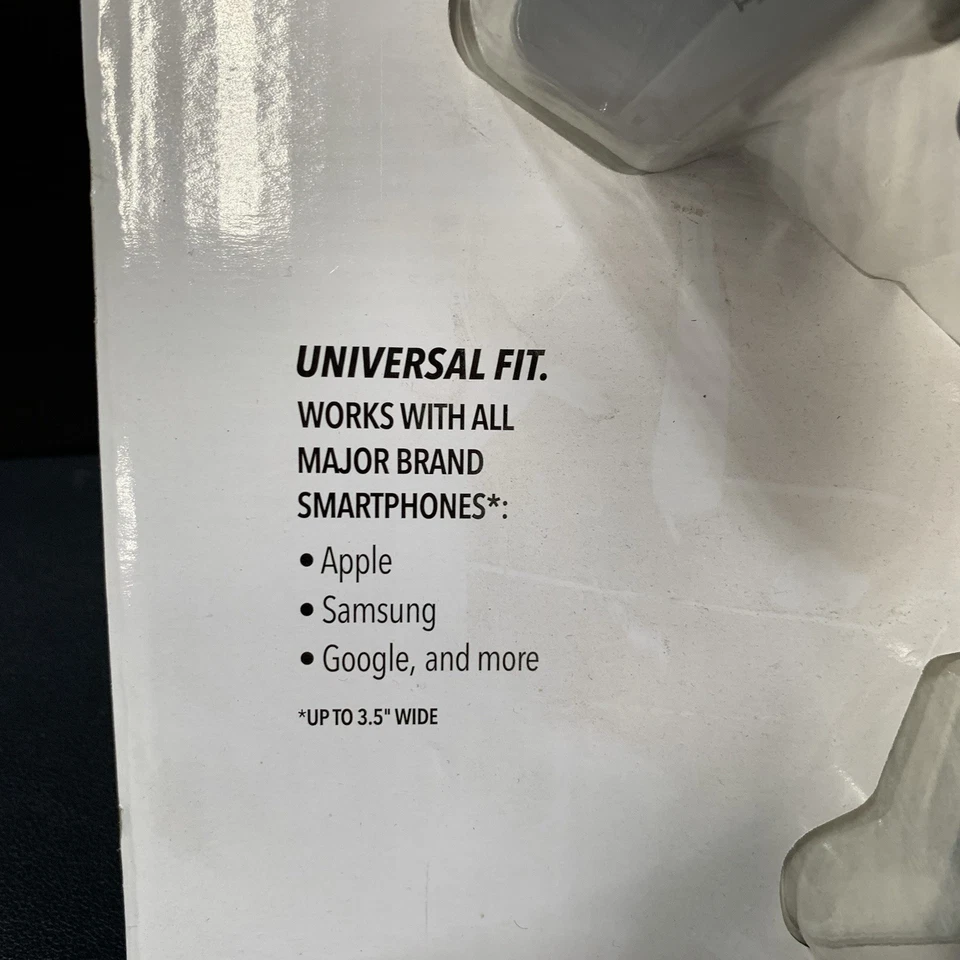 UNIVERSAL FIT.
WORKS WITH ALL
MAJOR BRAND
SMARTPHONES*:
• Apple
• Samsung
• Google, and more
*UP TO 3.5" WIDE